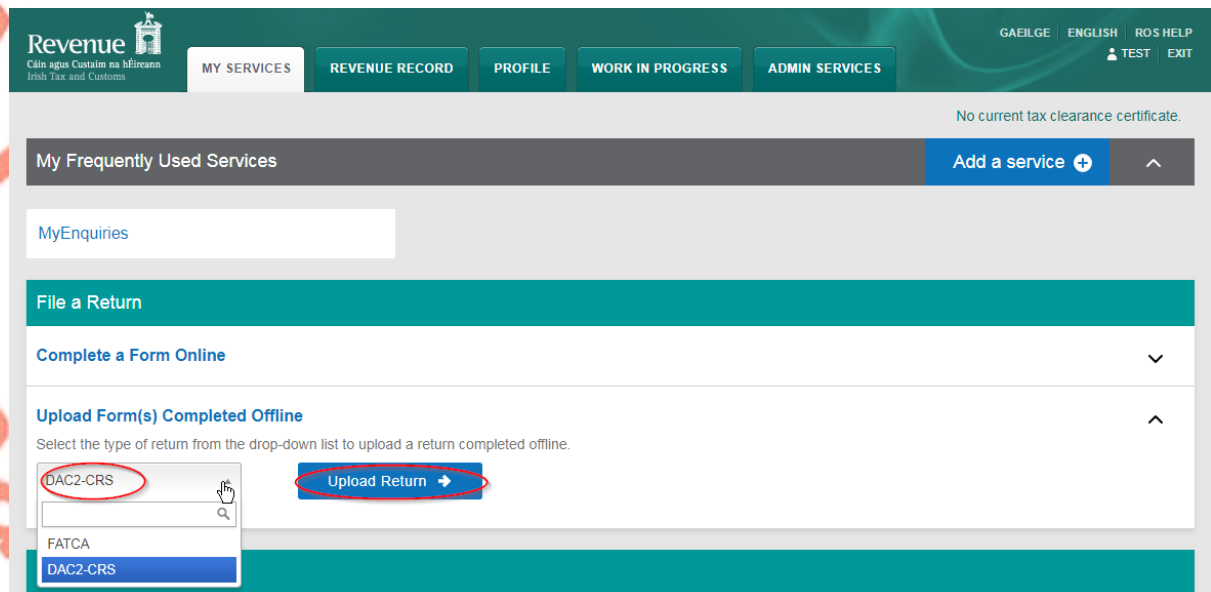 GAEILGE ENGLISH ROS HELP
Revenue
Cáin agus Custaim na hÉireann
Irish Tax and Customs
TEST EXIT
MY SERVICES REVENUE RECORD PROFILE WORK IN PROGRESS ADMIN SERVICES
No current tax clearance certificate.
My Frequently Used Services Add a service
MyEnquiries
File a Return
Complete a Form Online
Upload Form(s) Completed Offline
Select the type of return from the drop-down list to upload a return completed offline.
DAC2-CRS Upload Return
FATCA
DAC2-CRS